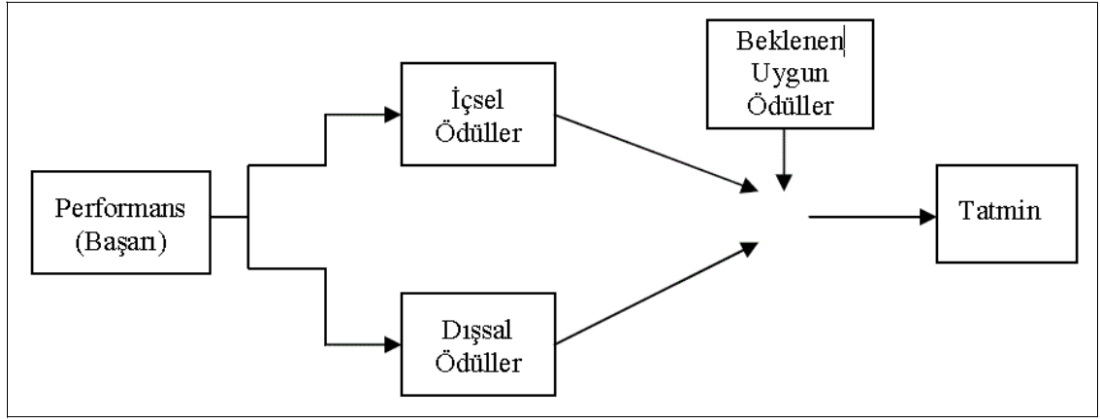 Performans
(Başarı)
İçsel
Ödüller
Dışsal
Ödüller
Beklenen
Uygun
Ödüller
Tatmin